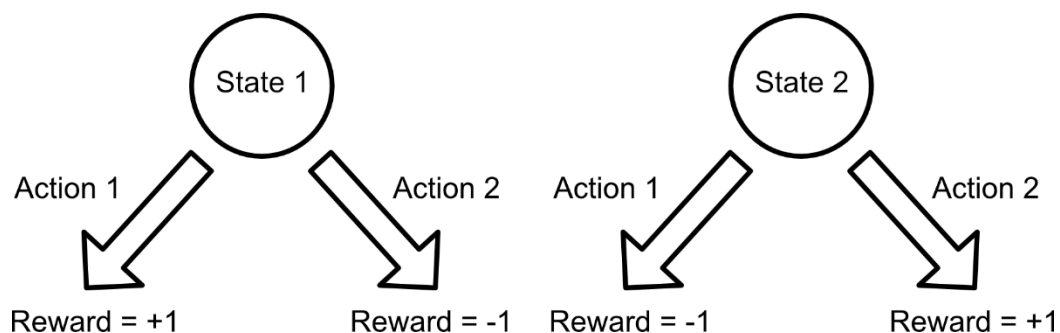 State 1
State 2
Action 1
Action 2
Action 1
Action 2
Reward = +1
Reward = -1
Reward = -1
Reward = +1